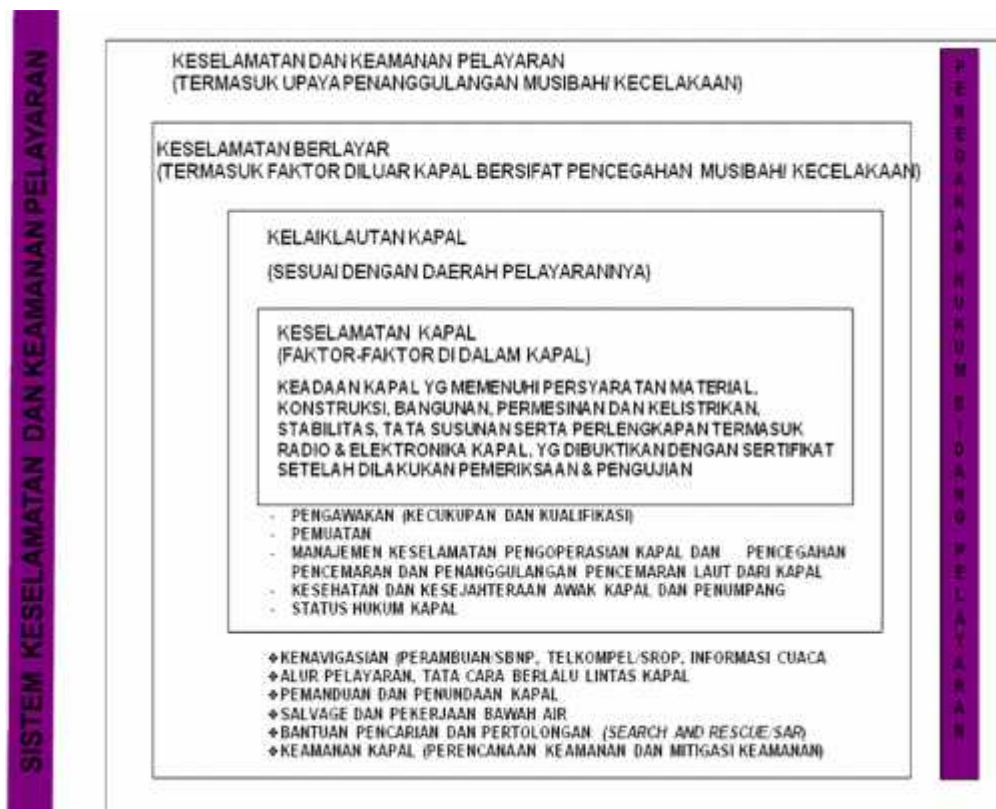 SISTEM KESELAMATAN DAN KEAMANAN PELAYARAN
KESELAMATAN DAN KEAMANAN PELAYARAN
(TERMASUK UPAYA PENANGGULANGAN MUSIBAH/ KECELAKAAN)
KESELAMATAN BERLAYAR
(TERMASUK FAKTOR DILUAR KAPAL BERSIFAT PENCEGAHAN MUSIBAH/ KECELAKAAN)
KELAIKLAUTAN KAPAL
(SESUAI DENGAN DAERAH PELAYARANNYA)
KESELAMATAN KAPAL
(FAKTOR-FAKTOR DI DALAM KAPAL)
KEADAAN KAPAL YG MEMENUHI PERSYARATAN MATERIAL,
KONSTRUKSI, BANGUNAN, PERMESINAN DAN KELISTRIKAN,
STABILITAS, TATA SUSUNAN SERTA PERLENGKAPAN TERMASUK
RADIO & ELEKTRONIKA KAPAL, YG DIBUKTIKAN DENGAN SERTIFIKAT
SETELAH DILAKUKAN PEMERIKSAAN & PENGUJIAN
- PENGAWAKAN (KECUKUPAN DAN KUALIFIKASI)
- PEMUATAN
- MANAJEMEN KESELAMATAN PENGOPERASIAN KAPAL DAN PENCEGAHAN
PENCEMARAN DAN PENANGGULANGAN PENCEMARAN LAUT DARI KAPAL
- KESEHATAN DAN KESEJAHTERAAN AWAK KAPAL DAN PENUMPANG
- STATUS HUKUM KAPAL
❖KENAVIGASIAN (PERAMBUAN/SBNP, TELKOMPEL/SROP, INFORMASI CUACA
❖ALUR PELAYARAN, TATA CARA BERLALU LINTAS KAPAL
❖PEMANDUAN DAN PENUNDAAN KAPAL
❖SALVAGE DAN PEKERJAAN BAWAH AIR
❖BANTUAN PENCARIAN DAN PERTOLONGAN (SEARCH AND RESCUE/SAR)
❖KEAMANAN KAPAL (PERENCANAAN KEAMANAN DAN MITIGASI KEAMANAN)
HUKUM BIDANG PELAYARAN